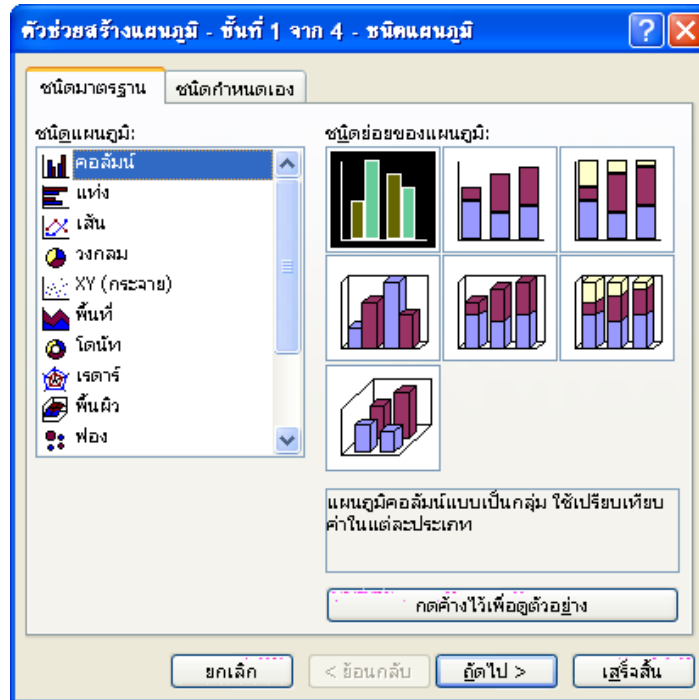 ตัวช่วยสร้างแผนภูมิ - ขั้นที่ 1 จาก 4 - ชนิดแผนภูมิ
ชนิดมาตรฐาน
ชนิดกำหนดเอง
ชนิดแผนภูมิ:
คอลัมน์
แท่ง
เส้น
วงกลม
XY (กระจาย)
พื้นที่
โดนัท
เรดาร์
พื้นผิว
ฟอง
ชนิดย่อยของแผนภูมิ:
แผนภูมิคอลัมน์แบบเป็นกลุ่ม ใช้เปรียบเทียบ
ค่าในแต่ละประเภท
กดค้างไว้เพื่อดูตัวอย่าง
ยกเลิก
< ย้อนกลับ
ถัดไป >
เสร็จสิ้น